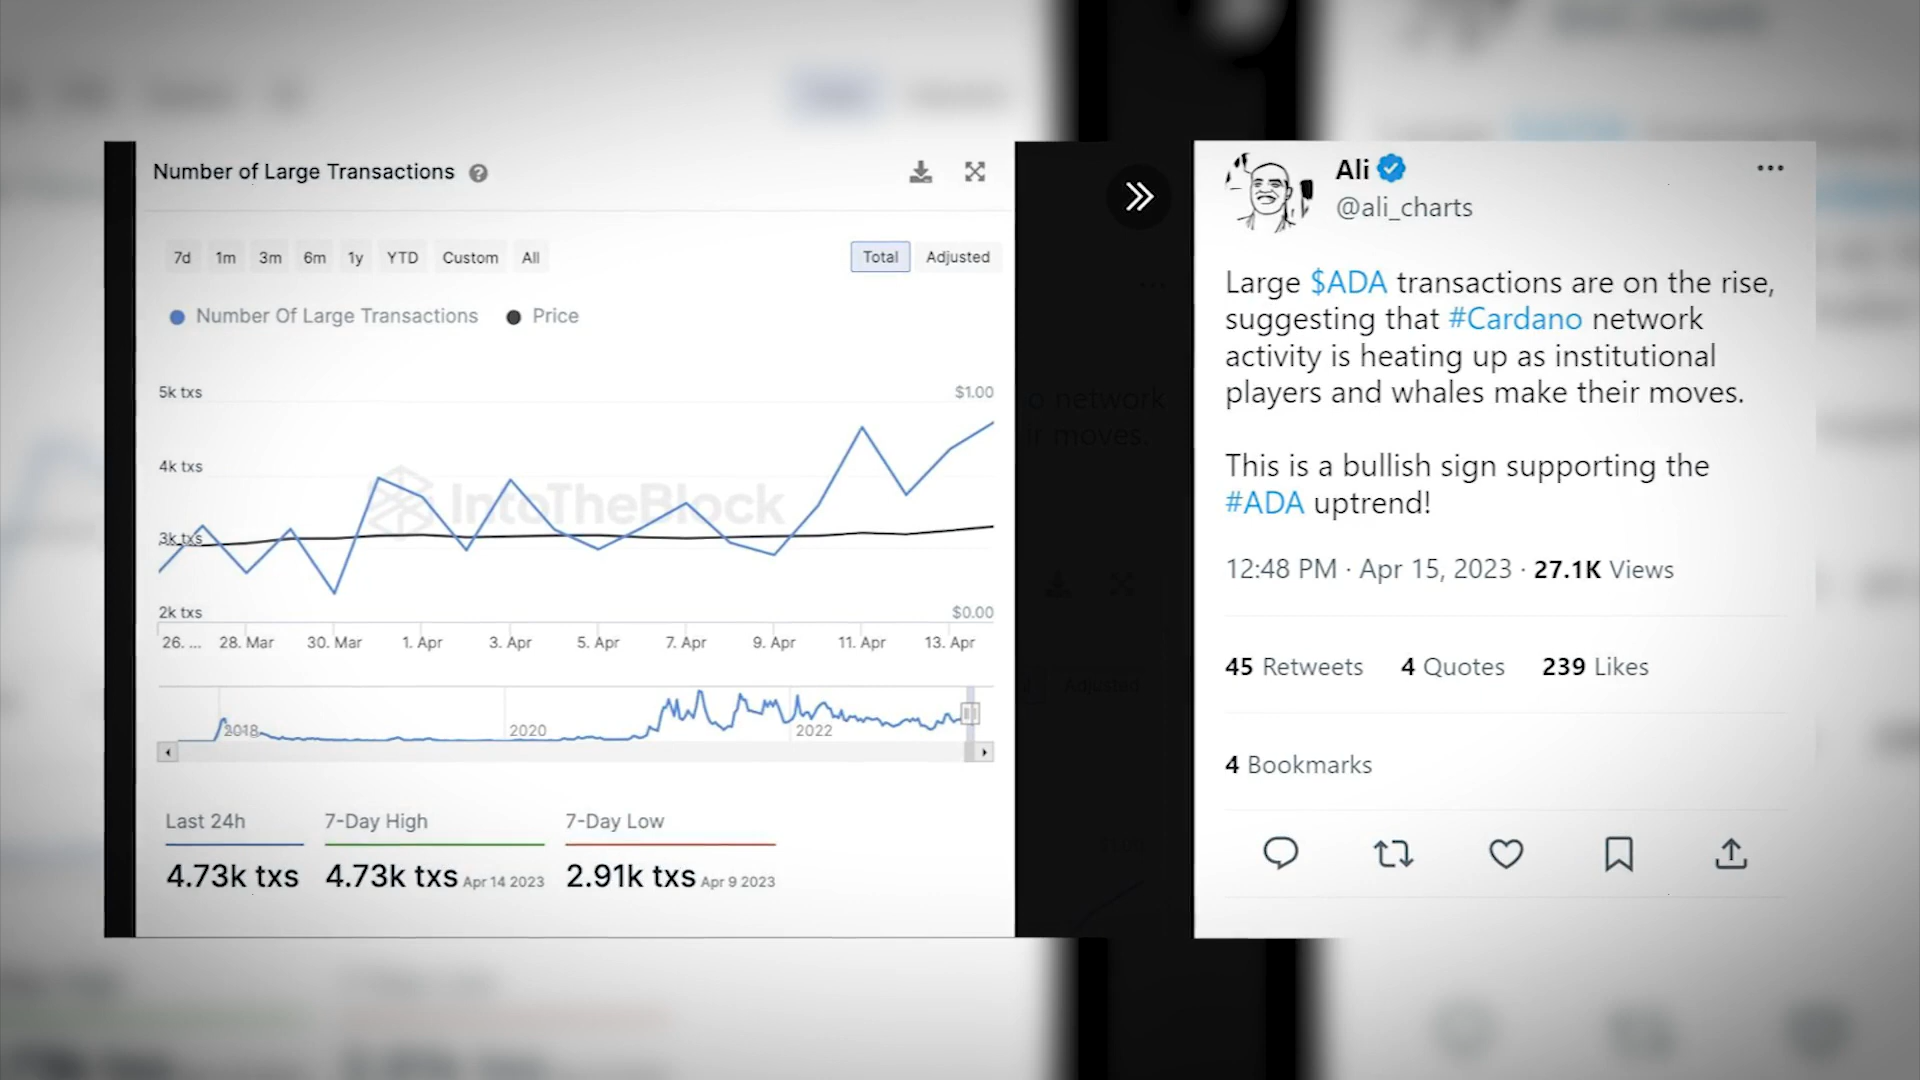 Number of Large Transactions ?
7d 1m 3m 6m 1y YTD Custom All Total Adjusted
Number Of Large Transactions Price
5k txs $1.00
4k txs
3k txs
2k txs $0.00
IntoTheBlock
26. ... 28. Mar 30. Mar 1. Apr 3. Apr 5. Apr 7. Apr 9. Apr 11. Apr 13. Apr
2018 2020 2022
Last 24h 7-Day High 7-Day Low
4.73k txs 4.73k txs Apr 14 2023 2.91k txs Apr 9 2023
network
moves.
Adjusted
Ali
@ali_charts
Large $ADA transactions are on the rise,
suggesting that #Cardano network
activity is heating up as institutional
players and whales make their moves.
This is a bullish sign supporting the
#ADA uptrend!
12:48 PM · Apr 15, 2023 · 27.1K Views
45 Retweets 4 Quotes 239 Likes
4 Bookmarks